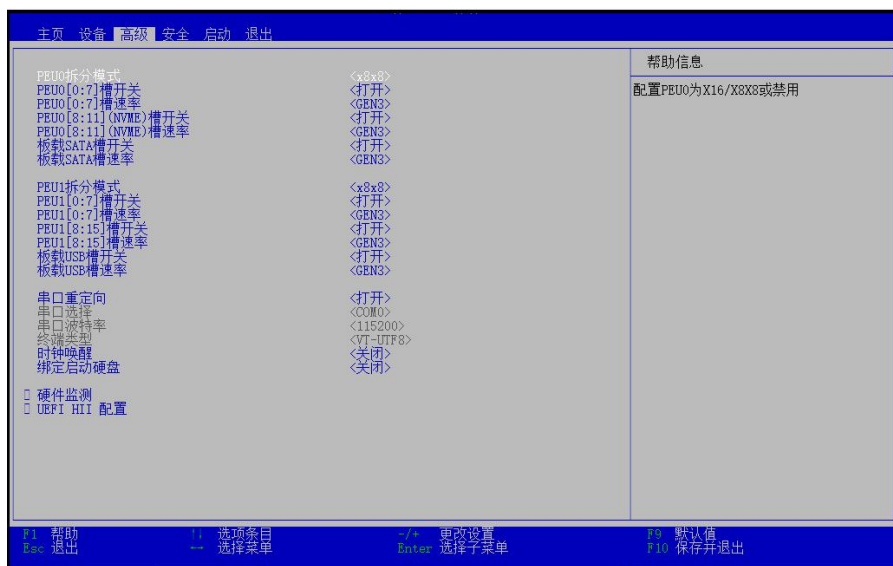 主页 设备 高级 安全 启动 退出
帮助信息
PEU0拆分模式 <x8x8>
配置PEU0为X16/X8X8或禁用
PEU0[0:7]槽开关 <打开>
PEU0[0:7]槽速率 <GEN3>
PEU0[8:11](NVME)槽开关 <打开>
PEU0[8:11](NVME)槽速率 <GEN3>
板载SATA槽开关 <打开>
板载SATA槽速率 <GEN3>
PEU1拆分模式 <x8x8>
PEU1[0:7]槽开关 <打开>
PEU1[0:7]槽速率 <GEN3>
PEU1[8:15]槽开关 <打开>
PEU1[8:15]槽速率 <GEN3>
板载USB槽开关 <打开>
板载USB槽速率 <GEN3>
串口重定向 <打开>
串口选择 <COM0>
串口波特率 <115200>
终端类型 <VT-UTF8>
时钟唤醒 <关闭>
绑定启动硬盘 <关闭>
硬件监测
UEFI HII 配置
F1 帮助 ↑↓ 选项条目 -/+ 更改设置 F9 默认值
Esc 退出 ←→ 选择菜单 Enter 选择子菜单 F10 保存并退出